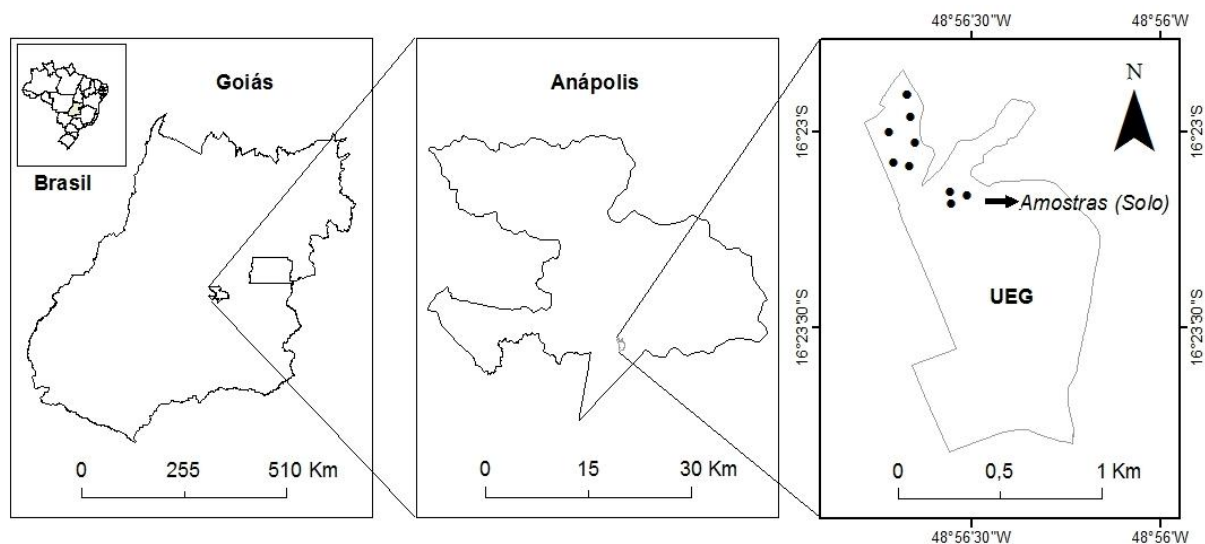 48°56'30"W 48°56'W
Goiás
Brasil
0 255 510 Km
Anápolis
0 15 30 Km
N
16°23'S 16°23'S
Amostras (Solo)
UEG
16°23'30"S 16°23'30"S
0 0,5 1 Km
48°56'30"W 48°56'W